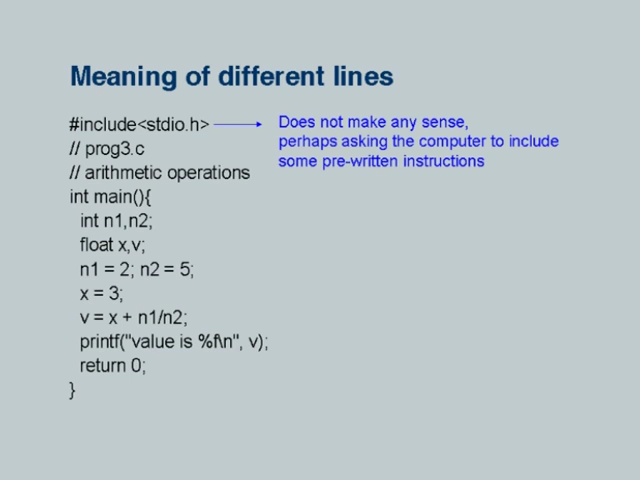 Meaning of different lines
#include<stdio.h>
Does not make any sense,
perhaps asking the computer to include
some pre-written instructions
// prog3.c
// arithmetic operations
int main(){
int n1,n2;
float x,v;
n1 = 2; n2 = 5;
x = 3;
v = x + n1/n2;
printf("value is %f\n", v);
return 0;
}